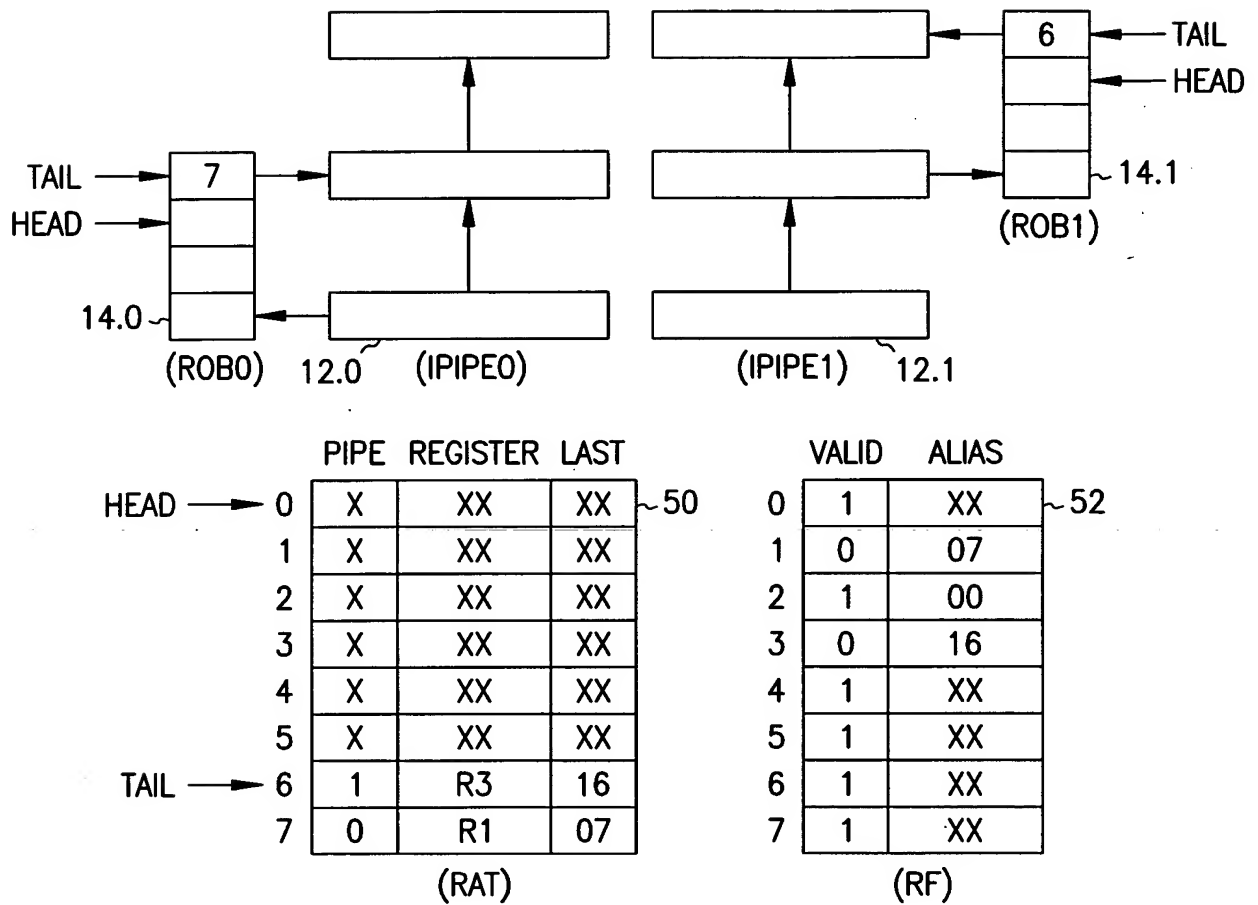 6 TAIL
HEAD
TAIL 7
14.1
HEAD
(ROB1)
14.0
(ROB0) 12.0 (IPIPE0) (IPIPE1) 12.1
PIPE REGISTER LAST
HEAD 0 X XX XX 50
1 X XX XX
2 X XX XX
3 X XX XX
4 X XX XX
5 X XX XX
TAIL 6 1 R3 16
7 0 R1 07
(RAT)
VALID ALIAS
0 1 XX 52
1 0 07
2 1 00
3 0 16
4 1 XX
5 1 XX
6 1 XX
7 1 XX
(RF)